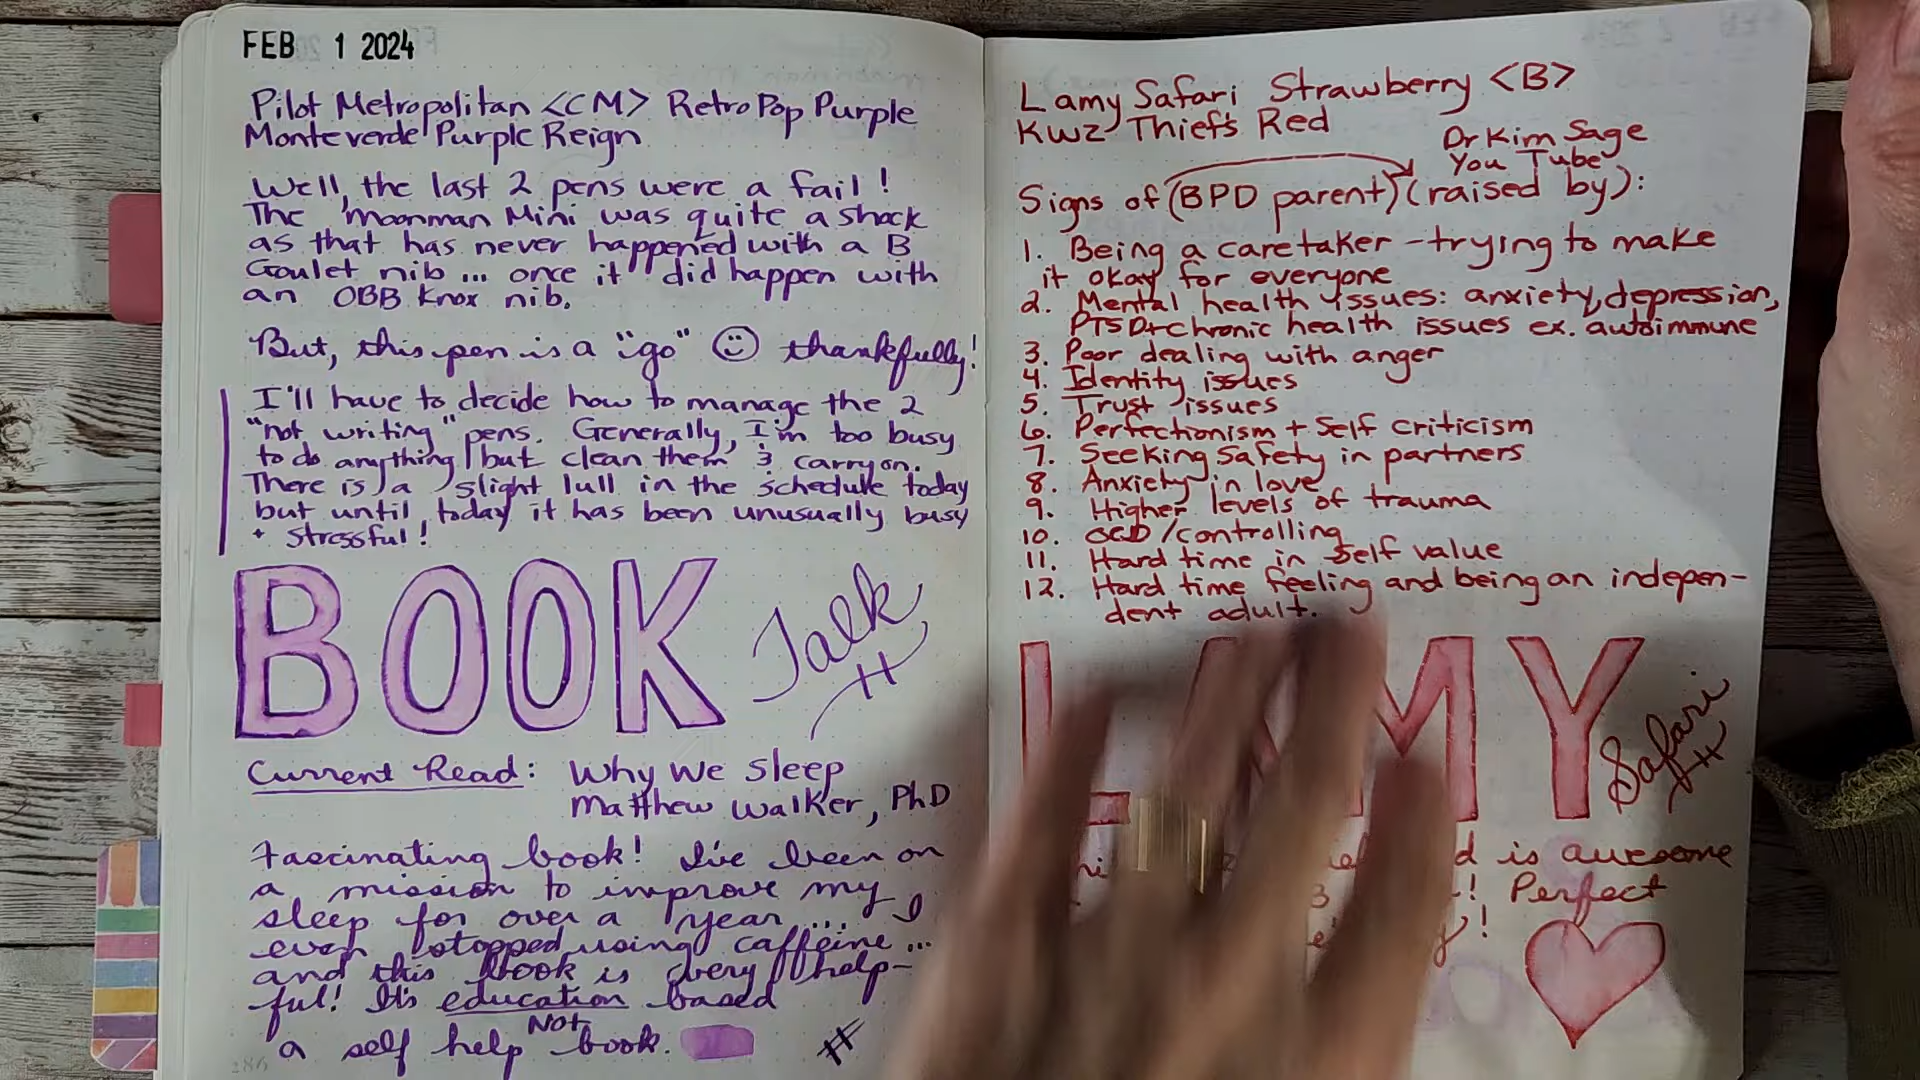 FEB 1 2024
Pilot Metropolitan <CM> Retro Pop Purple
Monteverde Purple Reign
Well, the last 2 pens were a fail!
The moonman Mini was quite a shock
as that has never happened with a B
Goulet nib... once it did happen with
an OBB Knox nib.
But, this pen is a "go" thankfully!
I'll have to decide how to manage the 2
"not writing" pens. Generally, I'm too busy
to do anything but clean them & carry on.
There is a slight lull in the schedule today
but until today it has been unusually busy
+ stressful!
BOOK Talk
Current Read: Why We Sleep
Matthew Walker, PhD
Fascinating book! I've been on
a mission to improve my
sleep for over a year... I
even stopped using caffeine...
and this book is very help-
ful! It's education based
Not
a self help book.
286
Lamy Safari Strawberry <B>
KWZ Thief's Red
Dr Kim Sage
You Tube
Signs of (BPD parent) (raised by):
1. Being a caretaker - trying to make
it okay for everyone
2. Mental health issues: anxiety, depression,
PTSD + chronic health issues ex. autoimmune
3. Poor dealing with anger
4. Identity issues
5. Trust issues
6. Perfectionism + Self criticism
7. Seeking safety in partners
8. Anxiety in love
9. Higher levels of trauma
10. OCD/controlling
11. Hard time in self value
12. Hard time feeling and being an indepen-
dent adult.
LAMY Safari
is awesome
! Perfect
!